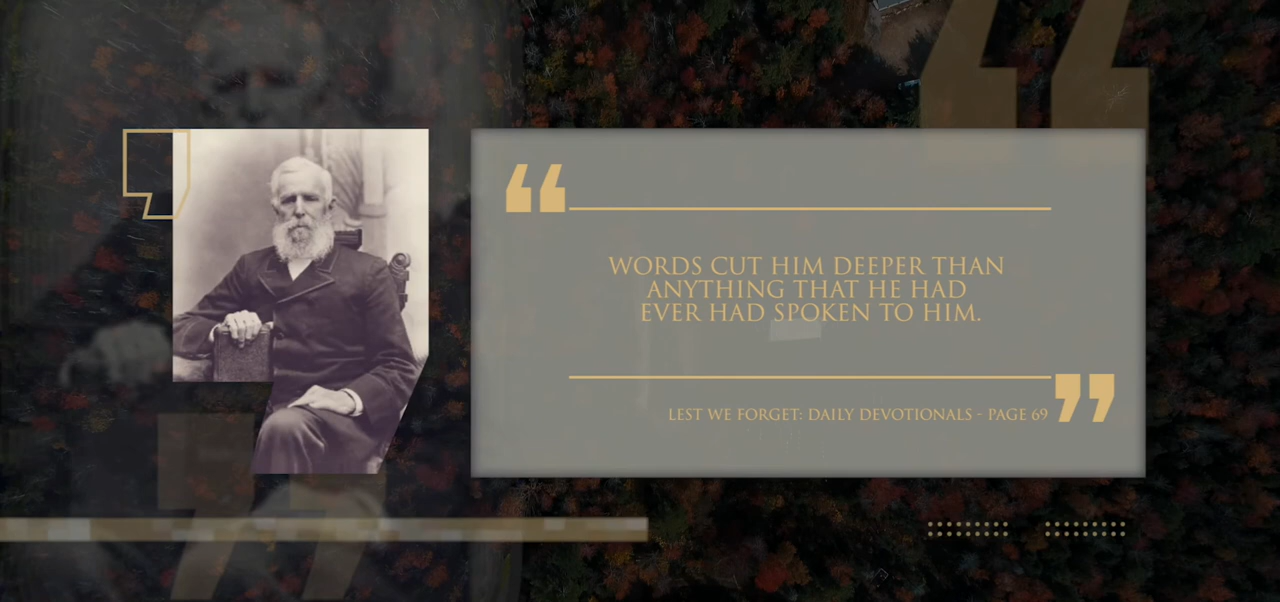 WORDS CUT HIM DEEPER THAN
ANYTHING THAT HE HAD
EVER HAD SPOKEN TO HIM.
LEST WE FORGET: DAILY DEVOTIONALS - PAGE 69